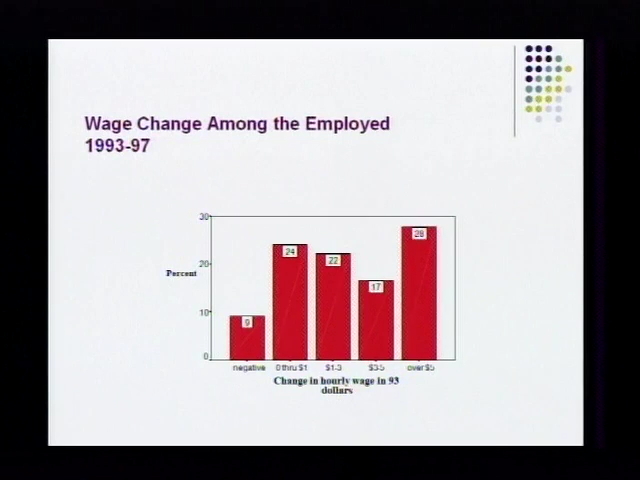 Wage Change Among the Employed
1993-97
30
20
10
0
Percent
9
24
22
17
28
negative 0 thru $1 $1-3 $3-5 over $5
Change in hourly wage in 93
dollars